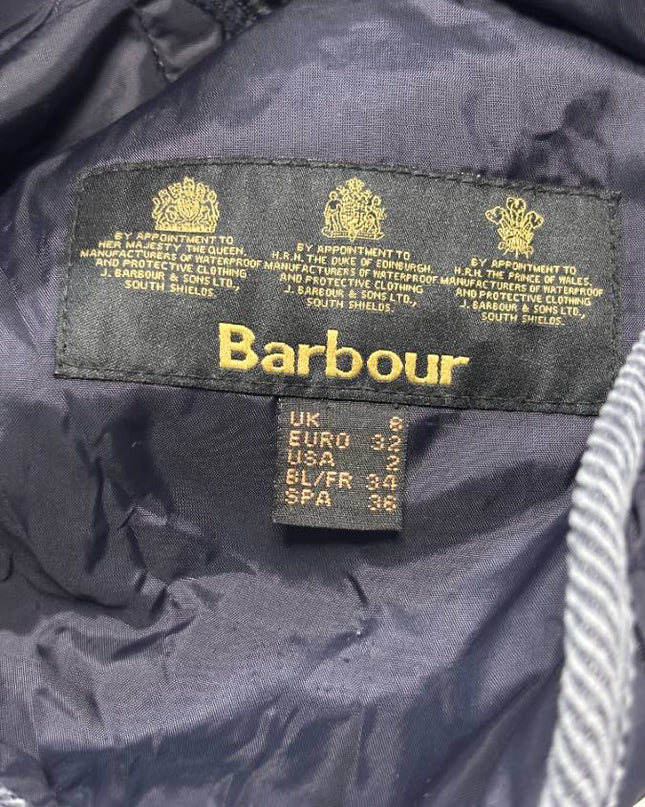 BY APPOINTMENT TO
HER MAJESTY THE QUEEN.
MANUFACTURERS OF WATERPROOF
AND PROTECTIVE CLOTHING
J. BARBOUR & SONS LTD.,
SOUTH SHIELDS.
BY APPOINTMENT TO
H.R.H. THE DUKE OF EDINBURGH.
MANUFACTURERS OF WATERPROOF
AND PROTECTIVE CLOTHING
J. BARBOUR & SONS LTD.,
SOUTH SHIELDS.
BY APPOINTMENT TO
H.R.H. THE PRINCE OF WALES.
MANUFACTURERS OF WATERPROOF
AND PROTECTIVE CLOTHING
J. BARBOUR & SONS LTD.,
SOUTH SHIELDS.
Barbour
UK
EURO 32
USA 2
BL/FR 34
SPA 36